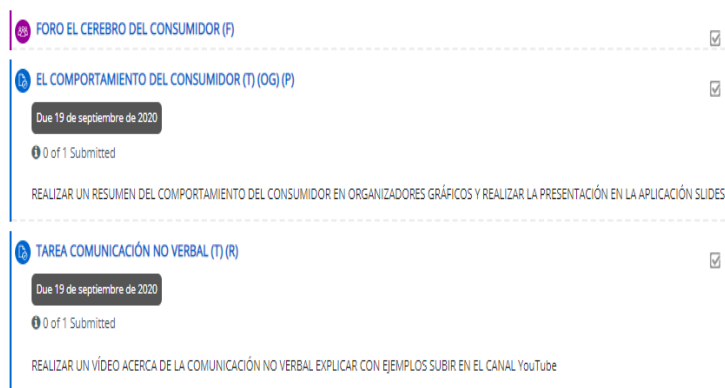 FORO EL CEREBRO DEL CONSUMIDOR (F)
EL COMPORTAMIENTO DEL CONSUMIDOR (T) (OG) (P)
Due 19 de septiembre de 2020
0 of 1 Submitted
REALIZAR UN RESUMEN DEL COMPORTAMIENTO DEL CONSUMIDOR EN ORGANIZADORES GRÁFICOS Y REALIZAR LA PRESENTACIÓN EN LA APLICACIÓN SLIDES
TAREA COMUNICACIÓN NO VERBAL (T) (R)
Due 19 de septiembre de 2020
0 of 1 Submitted
REALIZAR UN VÍDEO ACERCA DE LA COMUNICACIÓN NO VERBAL EXPLICAR CON EJEMPLOS SUBIR EN EL CANAL YouTube